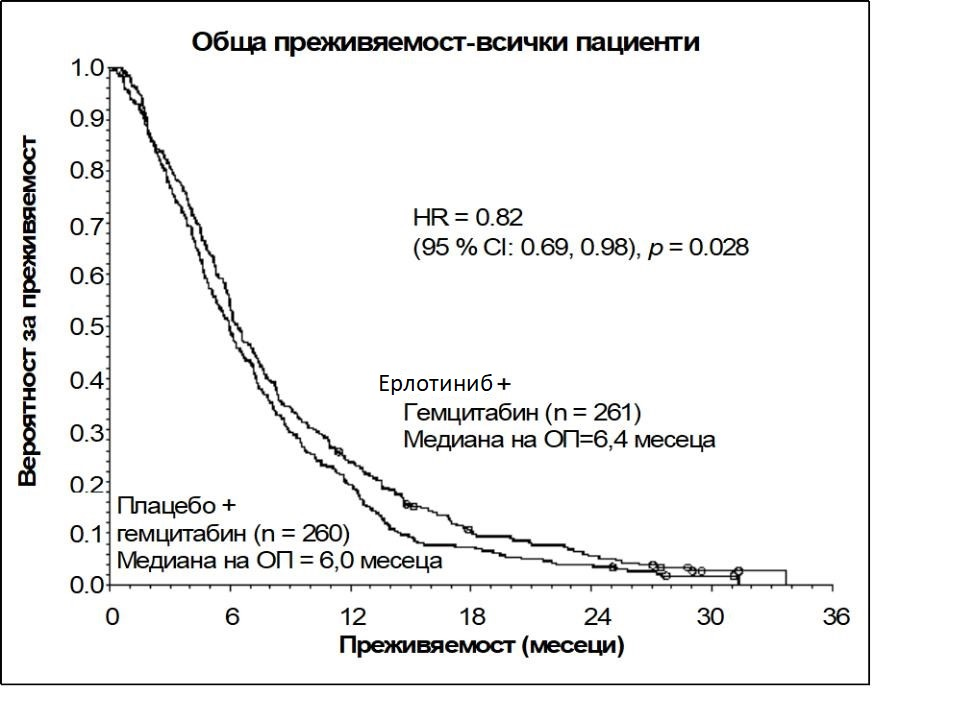 Обща преживяемост-всички пациенти
Вероятност за преживяемост
1.0
0.9
0.8
0.7
0.6
0.5
0.4
0.3
0.2
0.1
0.0
HR = 0.82
(95 % CI: 0.69, 0.98), p = 0.028
Ерлотиниб +
Гемцитабин (n = 261)
Медиана на ОП=6,4 месеца
Плацебо +
гемцитабин (n = 260)
Медиана на ОП = 6,0 месеца
0 6 12 18 24 30 36
Преживяемост (месеци)